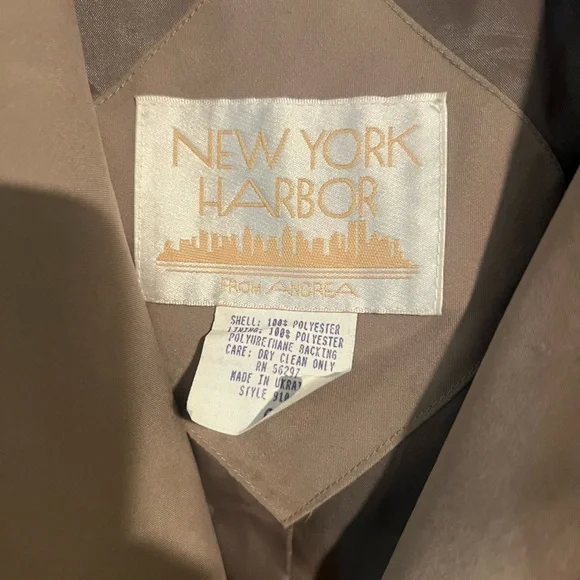 NEW YORK
HARBOR
FROM ANDREA
SHELL: 100% POLYESTER
LINING: 100% POLYESTER
POLYURETHANE BACKING
CARE: DRY CLEAN ONLY
RN 56297
MADE IN UKRA
STYLE 910